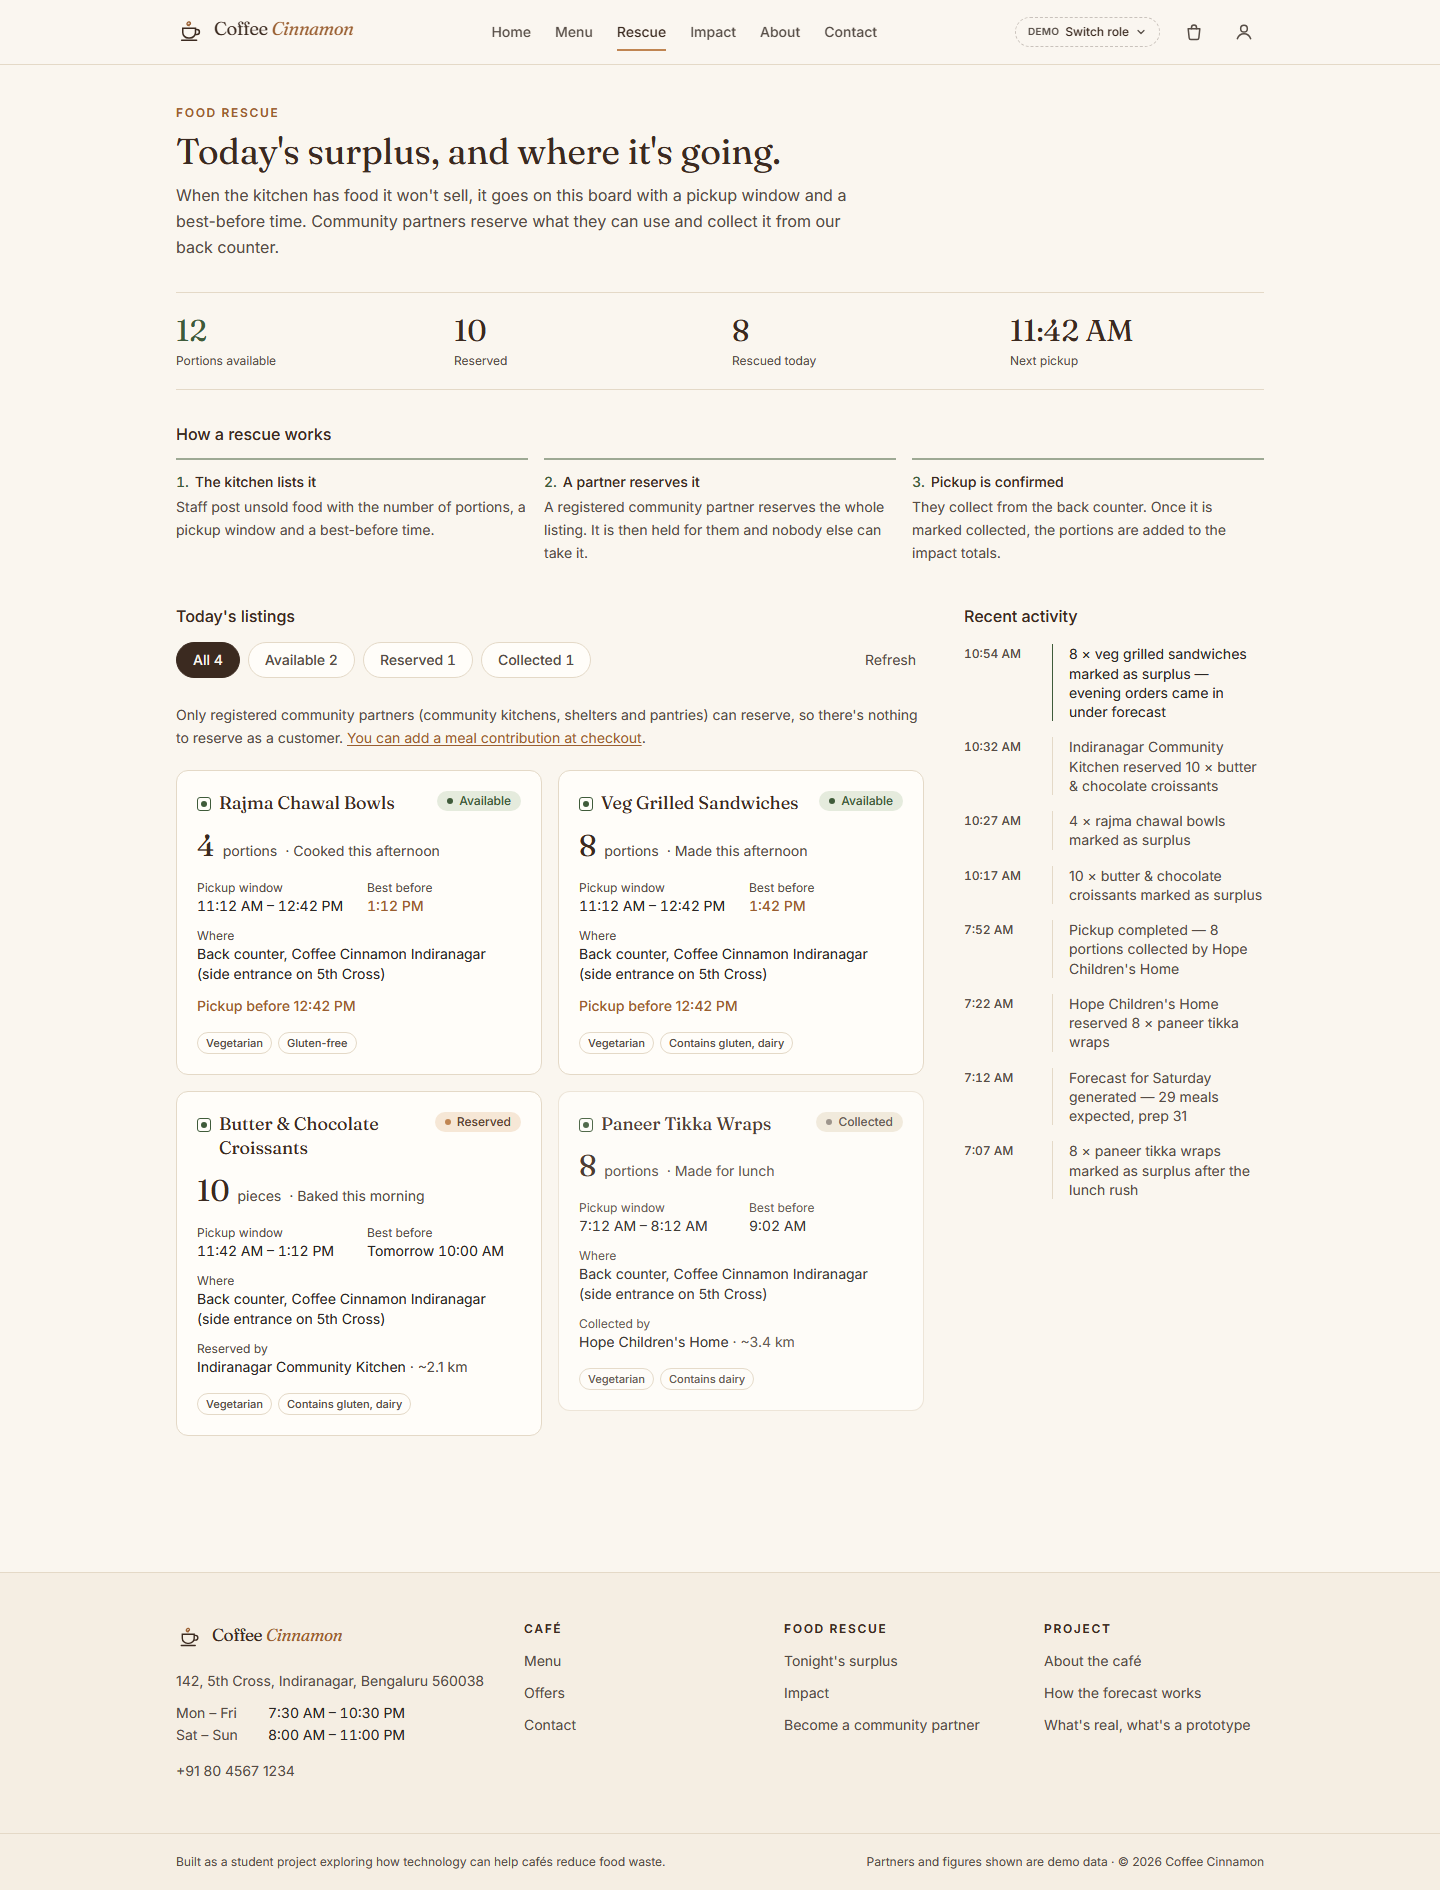 Coffee Cinnamon
Home Menu Rescue Impact About Contact
DEMO Switch role
FOOD RESCUE
Today's surplus, and where it's going.
When the kitchen has food it won't sell, it goes on this board with a pickup window and a
best-before time. Community partners reserve what they can use and collect it from our
back counter.
12
Portions available
10
Reserved
8
Rescued today
11:42 AM
Next pickup
How a rescue works
1. The kitchen lists it
Staff post unsold food with the number of portions, a
pickup window and a best-before time.
2. A partner reserves it
A registered community partner reserves the whole
listing. It is then held for them and nobody else can
take it.
3. Pickup is confirmed
They collect from the back counter. Once it is
marked collected, the portions are added to the
impact totals.
Today's listings
All 4 Available 2 Reserved 1 Collected 1 Refresh
Only registered community partners (community kitchens, shelters and pantries) can reserve, so there's nothing
to reserve as a customer. You can add a meal contribution at checkout.
Rajma Chawal Bowls Available
4 portions · Cooked this afternoon
Pickup window Best before
11:12 AM – 12:42 PM 1:12 PM
Where
Back counter, Coffee Cinnamon Indiranagar
(side entrance on 5th Cross)
Pickup before 12:42 PM
Vegetarian Gluten-free
Veg Grilled Sandwiches Available
8 portions · Made this afternoon
Pickup window Best before
11:12 AM – 12:42 PM 1:42 PM
Where
Back counter, Coffee Cinnamon Indiranagar
(side entrance on 5th Cross)
Pickup before 12:42 PM
Vegetarian Contains gluten, dairy
Butter & Chocolate Reserved
Croissants
10 pieces · Baked this morning
Pickup window Best before
11:42 AM – 1:12 PM Tomorrow 10:00 AM
Where
Back counter, Coffee Cinnamon Indiranagar
(side entrance on 5th Cross)
Reserved by
Indiranagar Community Kitchen · ~2.1 km
Vegetarian Contains gluten, dairy
Paneer Tikka Wraps Collected
8 portions · Made for lunch
Pickup window Best before
7:12 AM – 8:12 AM 9:02 AM
Where
Back counter, Coffee Cinnamon Indiranagar
(side entrance on 5th Cross)
Collected by
Hope Children's Home · ~3.4 km
Vegetarian Contains dairy
Recent activity
10:54 AM 8 × veg grilled sandwiches
marked as surplus —
evening orders came in
under forecast
10:32 AM Indiranagar Community
Kitchen reserved 10 × butter
& chocolate croissants
10:27 AM 4 × rajma chawal bowls
marked as surplus
10:17 AM 10 × butter & chocolate
croissants marked as surplus
7:52 AM Pickup completed — 8
portions collected by Hope
Children's Home
7:22 AM Hope Children's Home
reserved 8 × paneer tikka
wraps
7:12 AM Forecast for Saturday
generated — 29 meals
expected, prep 31
7:07 AM 8 × paneer tikka wraps
marked as surplus after the
lunch rush
Coffee Cinnamon
142, 5th Cross, Indiranagar, Bengaluru 560038
Mon – Fri 7:30 AM – 10:30 PM
Sat – Sun 8:00 AM – 11:00 PM
+91 80 4567 1234
CAFÉ
Menu
Offers
Contact
FOOD RESCUE
Tonight's surplus
Impact
Become a community partner
PROJECT
About the café
How the forecast works
What's real, what's a prototype
Built as a student project exploring how technology can help cafés reduce food waste.
Partners and figures shown are demo data · © 2026 Coffee Cinnamon